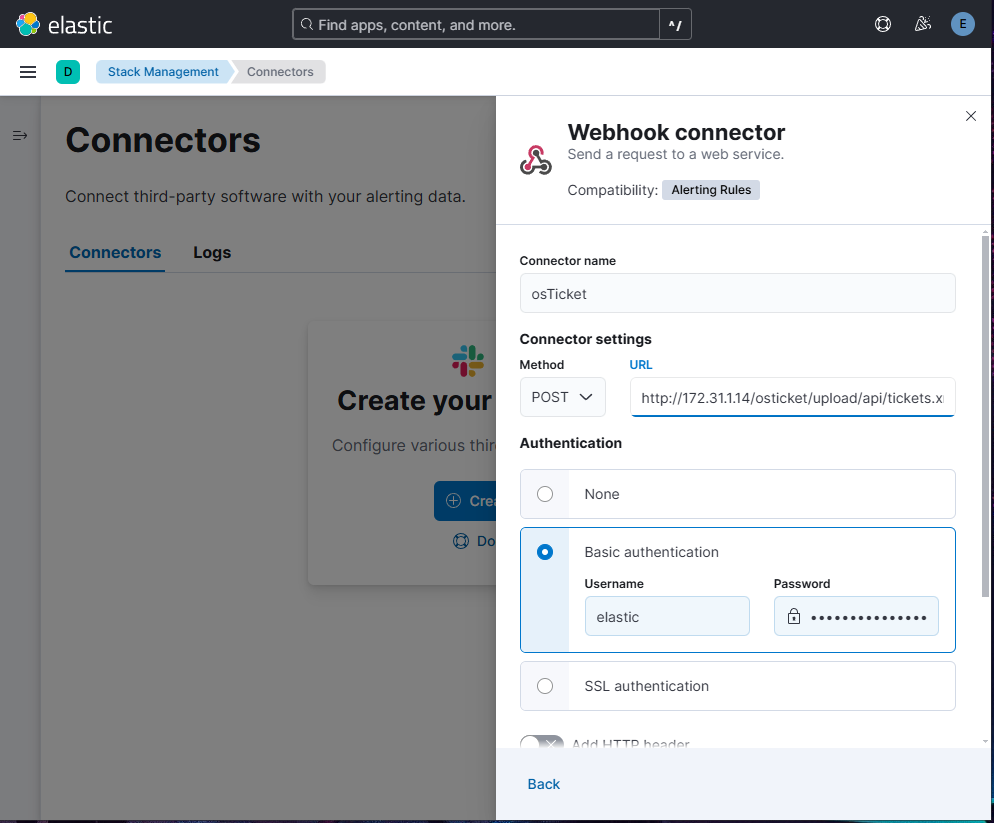 elastic
Find apps, content, and more.
^/
E
D
Stack Management
Connectors
Connectors
Connect third-party software with your alerting data.
Connectors
Logs
Create your
Configure various thir
Crea
Do
Webhook connector
Send a request to a web service.
Compatibility: Alerting Rules
Connector name
osTicket
Connector settings
Method
URL
POST
http://172.31.1.14/osticket/upload/api/tickets.x
Authentication
None
Basic authentication
Username
Password
elastic
•••••••••••••••
SSL authentication
Add HTTP header
Back